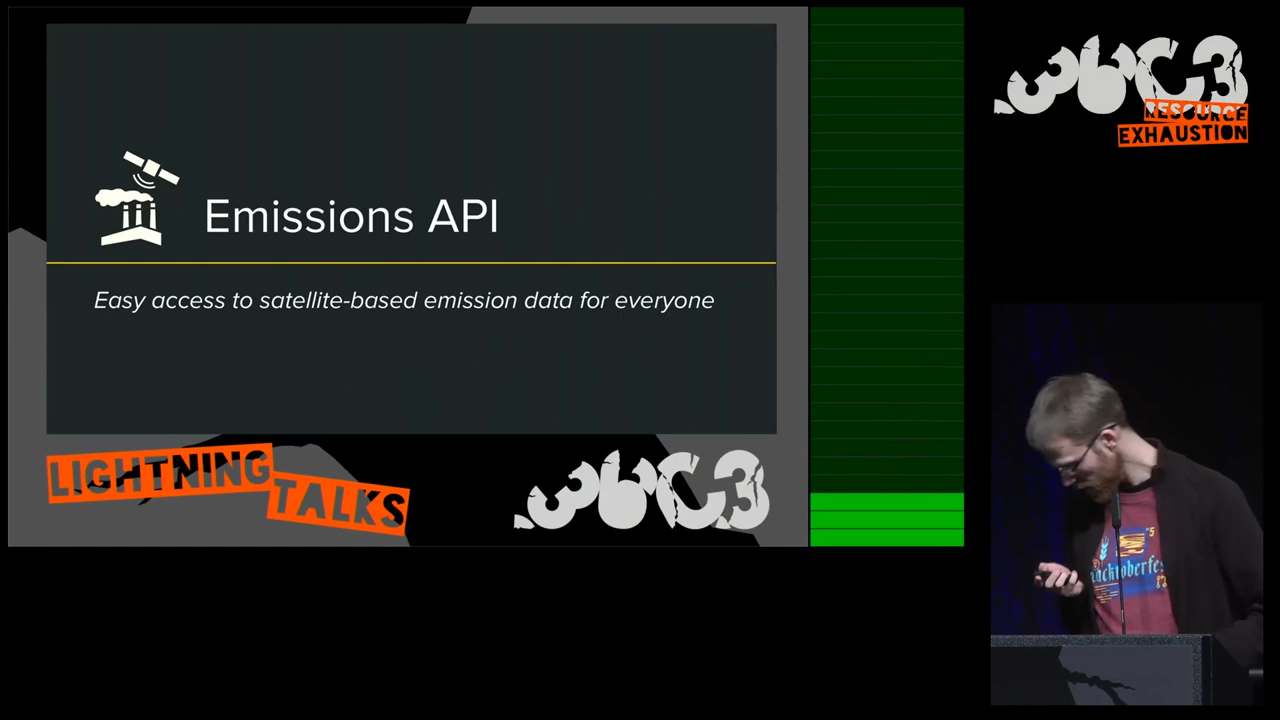 Emissions API
Easy access to satellite-based emission data for everyone
LIGHTNING
TALKS
36C3
36C3
RESOURCE
EXHAUSTION